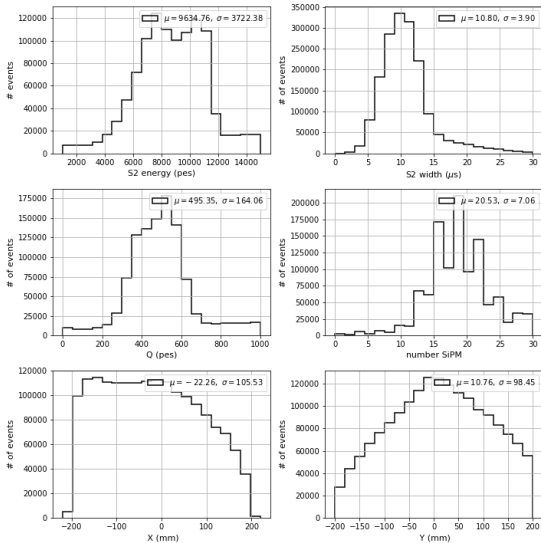 μ = 9634.76, σ = 3722.38
# events
120000
100000
80000
60000
40000
20000
0
2000 4000 6000 8000 10000 12000 14000
S2 energy (pes)
μ = 10.80, σ = 3.90
# of events
350000
300000
250000
200000
150000
100000
50000
0
0 5 10 15 20 25 30
S2 width (μs)
μ = 495.35, σ = 164.06
# of events
175000
150000
125000
100000
75000
50000
25000
0
0 200 400 600 800 1000
Q (pes)
μ = 20.53, σ = 7.06
# of events
200000
175000
150000
125000
100000
75000
50000
25000
0
0 5 10 15 20 25 30
number SiPM
μ = −22.26, σ = 105.53
# of events
120000
100000
80000
60000
40000
20000
0
−200 −100 0 100 200
X (mm)
μ = 10.76, σ = 98.45
# of events
120000
100000
80000
60000
40000
20000
0
−200 −150 −100 −50 0 50 100 150 200
Y (mm)